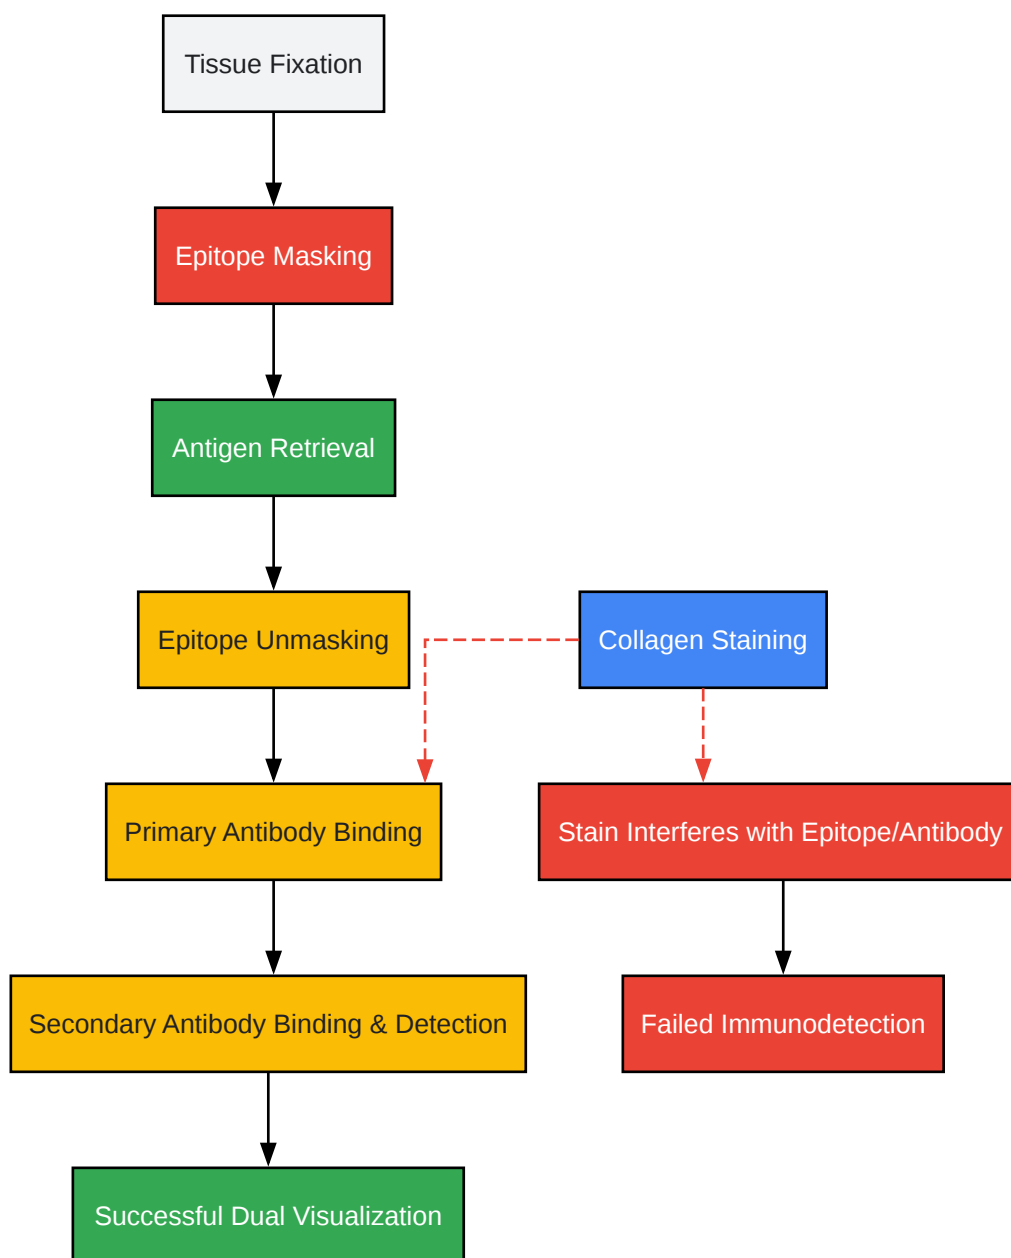 Tissue Fixation
Epitope Masking
Antigen Retrieval
Epitope Unmasking
Collagen Staining
Primary Antibody Binding
Stain Interferes with Epitope/Antibody
Secondary Antibody Binding & Detection
Failed Immunodetection
Successful Dual Visualization